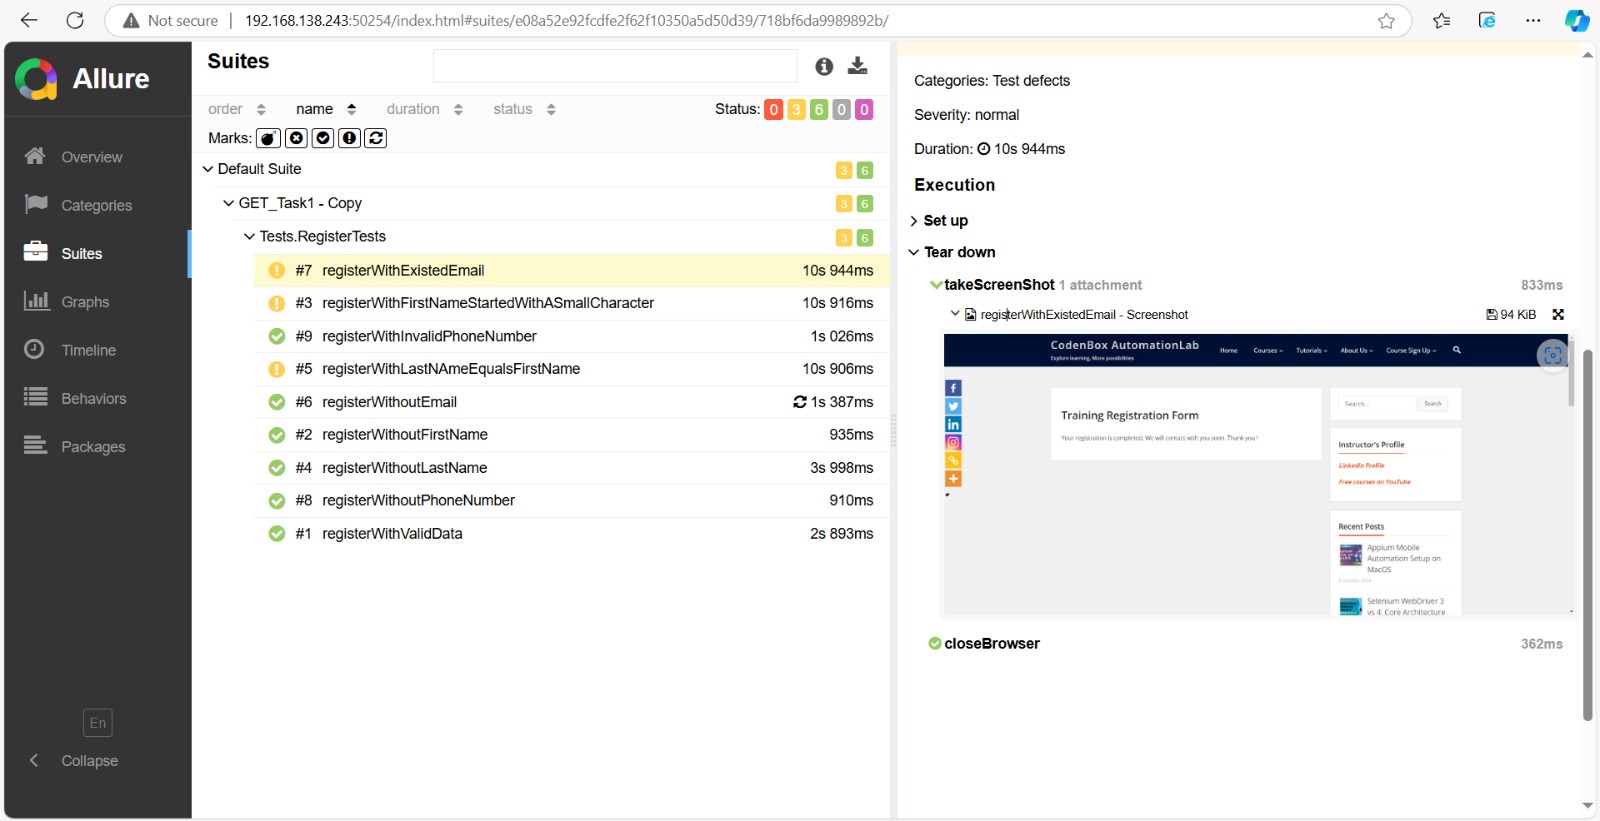 Not secure
192.168.138.243:50254/index.html#suites/e08a52e92fcdfe2f62f10350a5d50d39/718bf6da9989892b/
Allure
Overview
Categories
Suites
Graphs
Timeline
Behaviors
Packages
En
Collapse
Suites
order name duration status Status: 0 3 6 0 0
Marks:
Default Suite 3 6
GET_Task1 - Copy 3 6
Tests.RegisterTests 3 6
#7 registerWithExistedEmail 10s 944ms
#3 registerWithFirstNameStartedWithASmallCharacter 10s 916ms
#9 registerWithInvalidPhoneNumber 1s 026ms
#5 registerWithLastNAmeEqualsFirstName 10s 906ms
#6 registerWithoutEmail 1s 387ms
#2 registerWithoutFirstName 935ms
#4 registerWithoutLastName 3s 998ms
#8 registerWithoutPhoneNumber 910ms
#1 registerWithValidData 2s 893ms
Categories: Test defects
Severity: normal
Duration: 10s 944ms
Execution
Set up
Tear down
takeScreenShot 1 attachment 833ms
registerWithExistedEmail - Screenshot 94 KiB
CodenBox AutomationLab
Explore learning, More possibilities
Home Courses Tutorials About Us Course Sign Up
Training Registration Form
Your registration is completed. We will contact with you soon. Thank you !
Search... Search
Instructor's Profile
LinkedIn Profile
Free courses on YouTube
Recent Posts
Appium Mobile
Automation Setup on
MacOS
Selenium WebDriver 3
vs 4: Core Architecture
closeBrowser 362ms